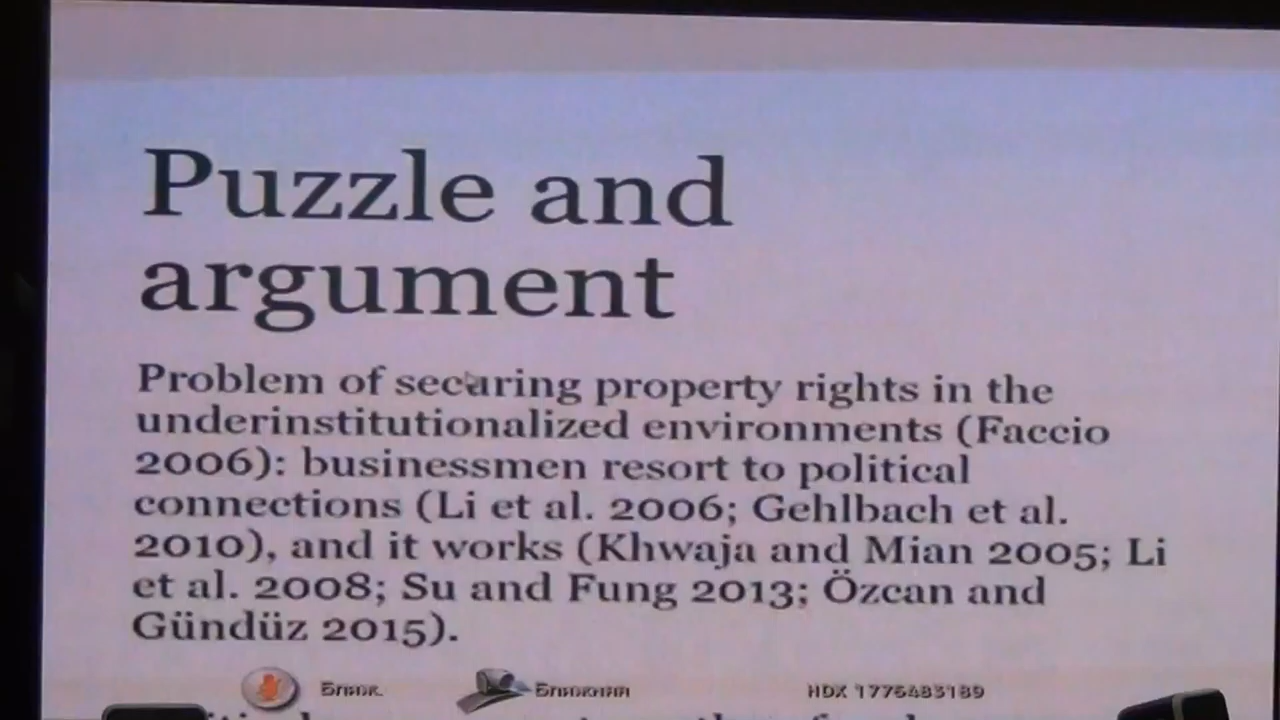 Puzzle and
argument
Problem of securing property rights in the
underinstitutionalized environments (Faccio
2006): businessmen resort to political
connections (Li et al. 2006; Gehlbach et al.
2010), and it works (Khwaja and Mian 2005; Li
et al. 2008; Su and Fung 2013; Özcan and
Gündüz 2015).
Ближ. Ближний HDX 1776483189